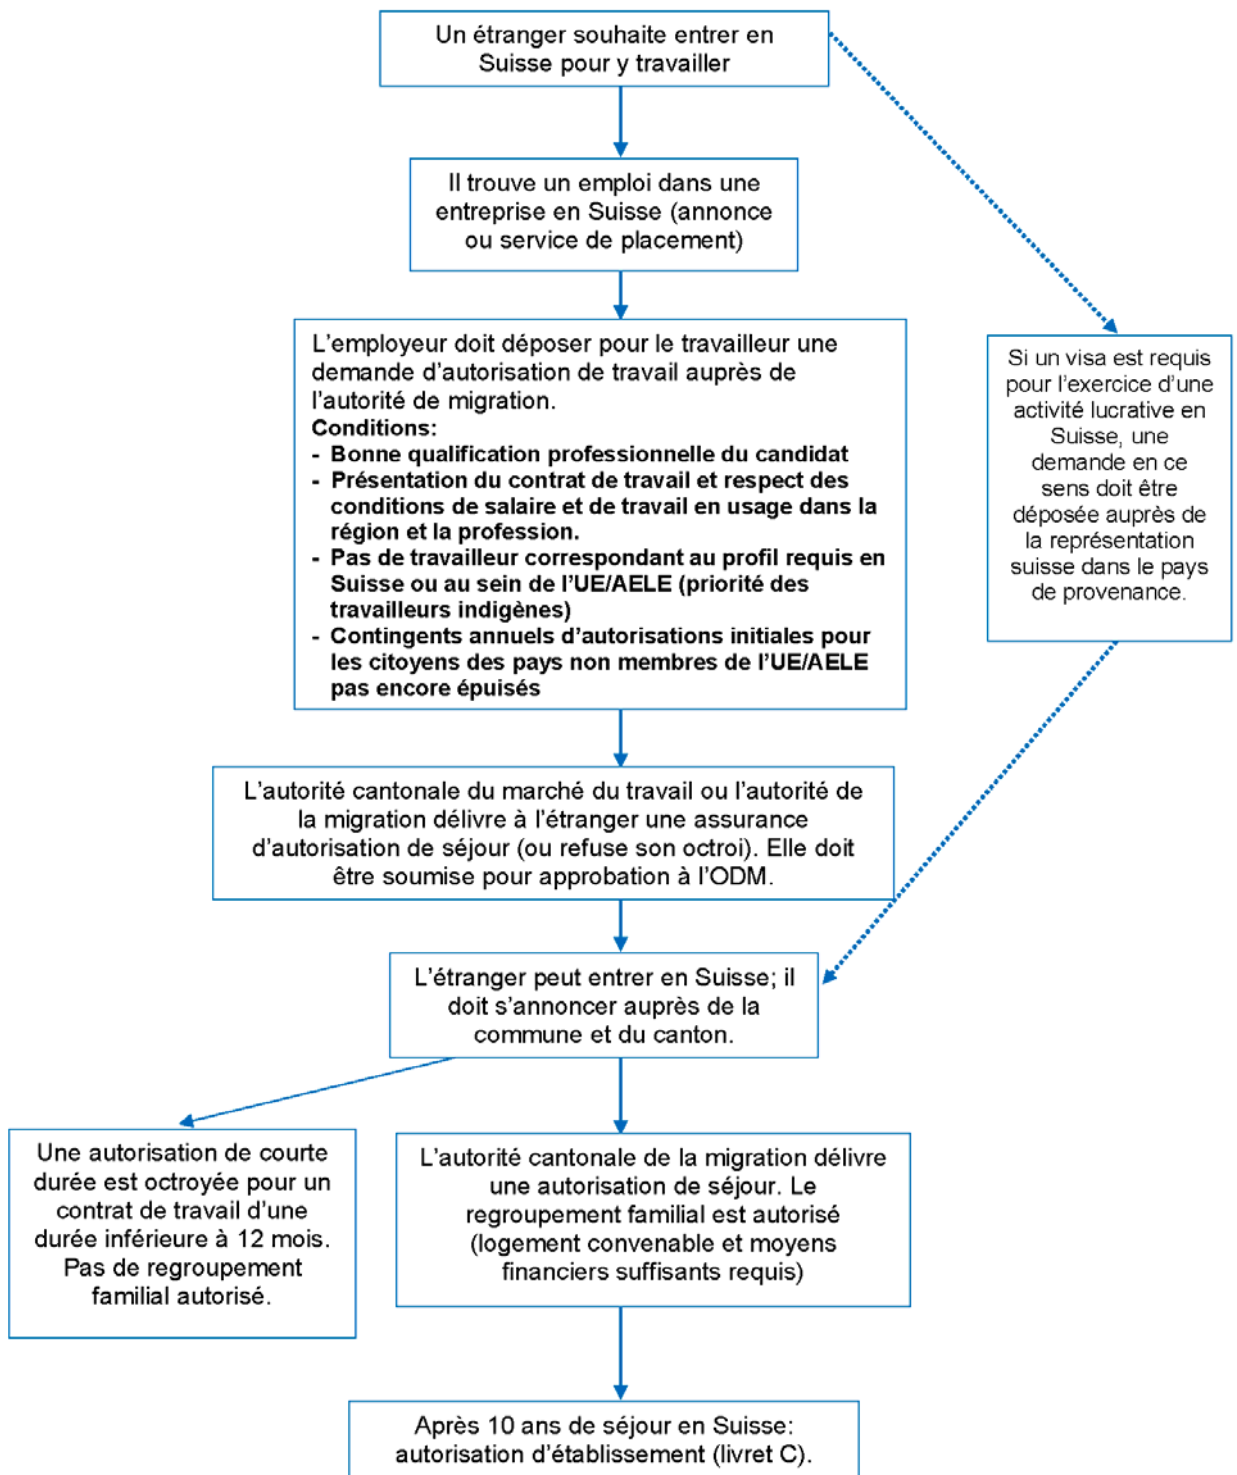 Un étranger souhaite entrer en
Suisse pour y travailler
Il trouve un emploi dans une
entreprise en Suisse (annonce
ou service de placement)
L'employeur doit déposer pour le travailleur une
demande d'autorisation de travail auprès de
l'autorité de migration.
Conditions:
- Bonne qualification professionnelle du candidat
- Présentation du contrat de travail et respect des
conditions de salaire et de travail en usage dans la
région et la profession.
- Pas de travailleur correspondant au profil requis en
Suisse ou au sein de l'UE/AELE (priorité des
travailleurs indigènes)
- Contingents annuels d'autorisations initiales pour
les citoyens des pays non membres de l'UE/AELE
pas encore épuisés
Si un visa est requis
pour l'exercice d'une
activité lucrative en
Suisse, une
demande en ce
sens doit être
déposée auprès de
la représentation
suisse dans le pays
de provenance.
L'autorité cantonale du marché du travail ou l'autorité de
la migration délivre à l'étranger une assurance
d'autorisation de séjour (ou refuse son octroi). Elle doit
être soumise pour approbation à l'ODM.
L'étranger peut entrer en Suisse; il
doit s'annoncer auprès de la
commune et du canton.
Une autorisation de courte
durée est octroyée pour un
contrat de travail d'une
durée inférieure à 12 mois.
Pas de regroupement
familial autorisé.
L'autorité cantonale de la migration délivre
une autorisation de séjour. Le
regroupement familial est autorisé
(logement convenable et moyens
financiers suffisants requis)
Après 10 ans de séjour en Suisse:
autorisation d'établissement (livret C).